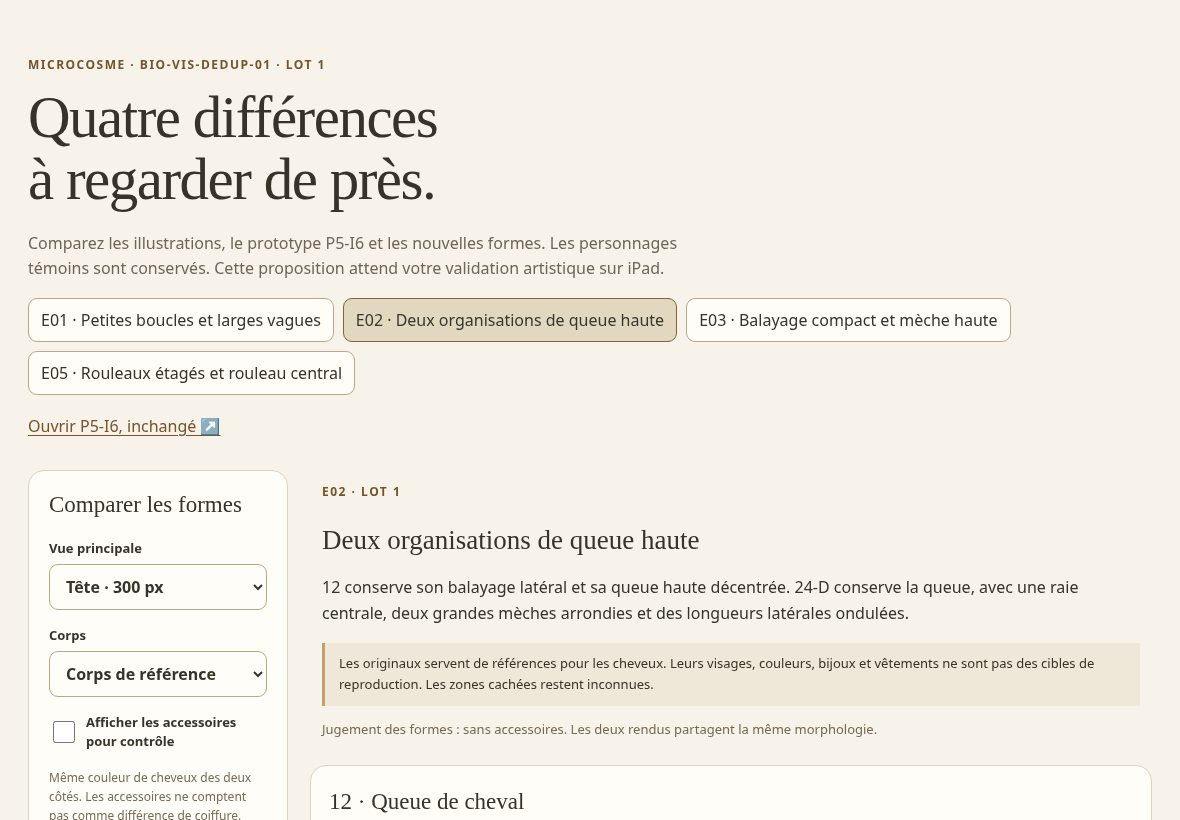 MICROCOSME · BIO-VIS-DEDUP-01 · LOT 1
Quatre différences
à regarder de près.
Comparez les illustrations, le prototype P5-I6 et les nouvelles formes. Les personnages
témoins sont conservés. Cette proposition attend votre validation artistique sur iPad.
E01 · Petites boucles et larges vagues
E02 · Deux organisations de queue haute
E03 · Balayage compact et mèche haute
E05 · Rouleaux étagés et rouleau central
Ouvrir P5-I6, inchangé ↗
Comparer les formes
Vue principale
Tête · 300 px
Corps
Corps de référence
Afficher les accessoires
pour contrôle
Même couleur de cheveux des deux
côtés. Les accessoires ne comptent
pas comme différence de coiffure.
E02 · LOT 1
Deux organisations de queue haute
12 conserve son balayage latéral et sa queue haute décentrée. 24-D conserve la queue, avec une raie
centrale, deux grandes mèches arrondies et des longueurs latérales ondulées.
Les originaux servent de références pour les cheveux. Leurs visages, couleurs, bijoux et vêtements ne sont pas des cibles de
reproduction. Les zones cachées restent inconnues.
Jugement des formes : sans accessoires. Les deux rendus partagent la même morphologie.
12 · Queue de cheval